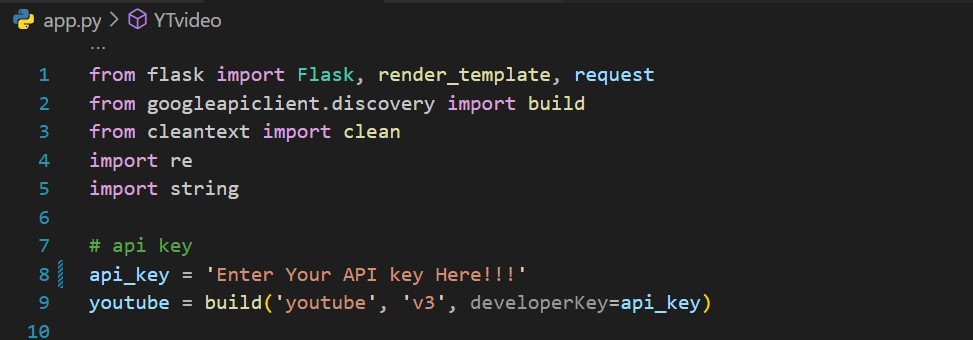 app.py > YTvideo
...
1 from flask import Flask, render_template, request
2 from googleapiclient.discovery import build
3 from cleantext import clean
4 import re
5 import string
6
7 # api key
8 api_key = 'Enter Your API key Here!!!'
9 youtube = build('youtube', 'v3', developerKey=api_key)
10